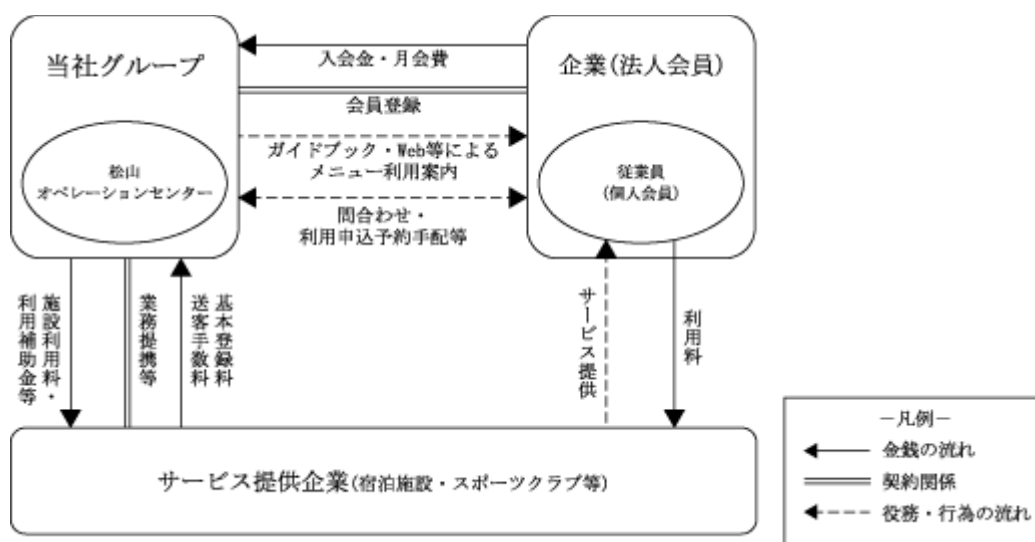 当社グループ
企業(法人会員)
入会金・月会費
会員登録
ガイドブック・Web等による
メニュー利用案内
松山
オペレーションセンター
従業員
(個人会員)
問合わせ・
利用申込予約手配等
施設利用料・
利用補助金等
業務提携等
基本登録料
送客手数料
サービス提供
利用料
サービス提供企業(宿泊施設・スポーツクラブ等)
－凡例－
金銭の流れ
契約関係
役務・行為の流れ